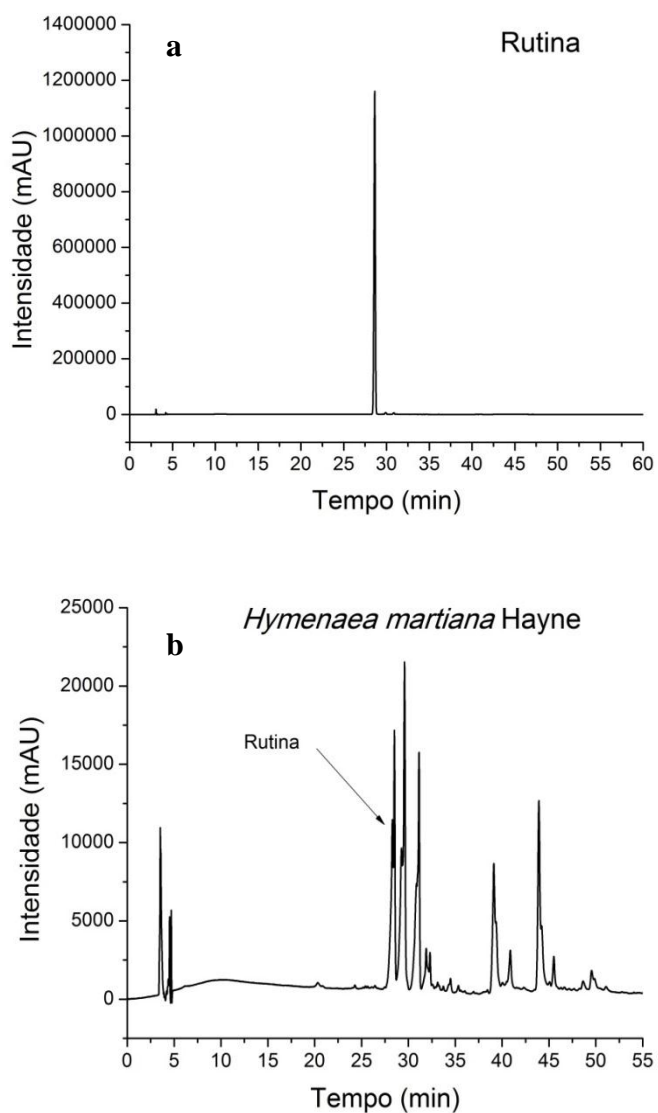 a
Rutina
Intensidade (mAU)
1400000
1200000
1000000
800000
600000
400000
200000
0
0 5 10 15 20 25 30 35 40 45 50 55 60
Tempo (min)
b
Hymenaea martiana Hayne
Rutina
Intensidade (mAU)
25000
20000
15000
10000
5000
0
0 5 10 15 20 25 30 35 40 45 50 55
Tempo (min)